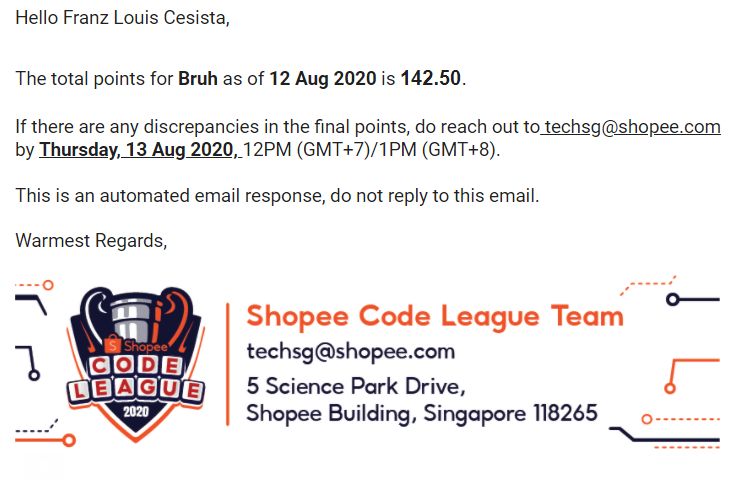 Hello Franz Louis Cesista,
The total points for Bruh as of 12 Aug 2020 is 142.50.
If there are any discrepancies in the final points, do reach out to techsg@shopee.com
by Thursday, 13 Aug 2020, 12PM (GMT+7)/1PM (GMT+8).
This is an automated email response, do not reply to this email.
Warmest Regards,
Shopee
CODE
LEAGUE
2020
Shopee Code League Team
techsg@shopee.com
5 Science Park Drive,
Shopee Building, Singapore 118265